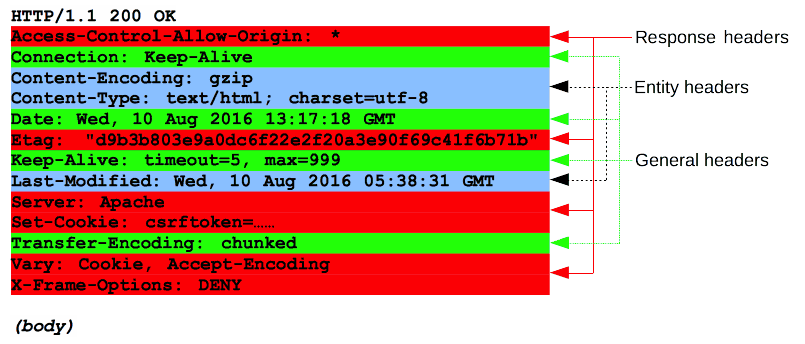 HTTP/1.1 200 OK
Access-Control-Allow-Origin: *
Response headers
Connection: Keep-Alive
Content-Encoding: gzip
Entity headers
Content-Type: text/html; charset=utf-8
Date: Wed, 10 Aug 2016 13:17:18 GMT
Etag: "d9b3b803e9a0dc6f22e2f20a3e90f69c41f6b71b"
Keep-Alive: timeout=5, max=999
General headers
Last-Modified: Wed, 10 Aug 2016 05:38:31 GMT
Server: Apache
Set-Cookie: csrftoken=……
Transfer-Encoding: chunked
Vary: Cookie, Accept-Encoding
X-Frame-Options: DENY
(body)